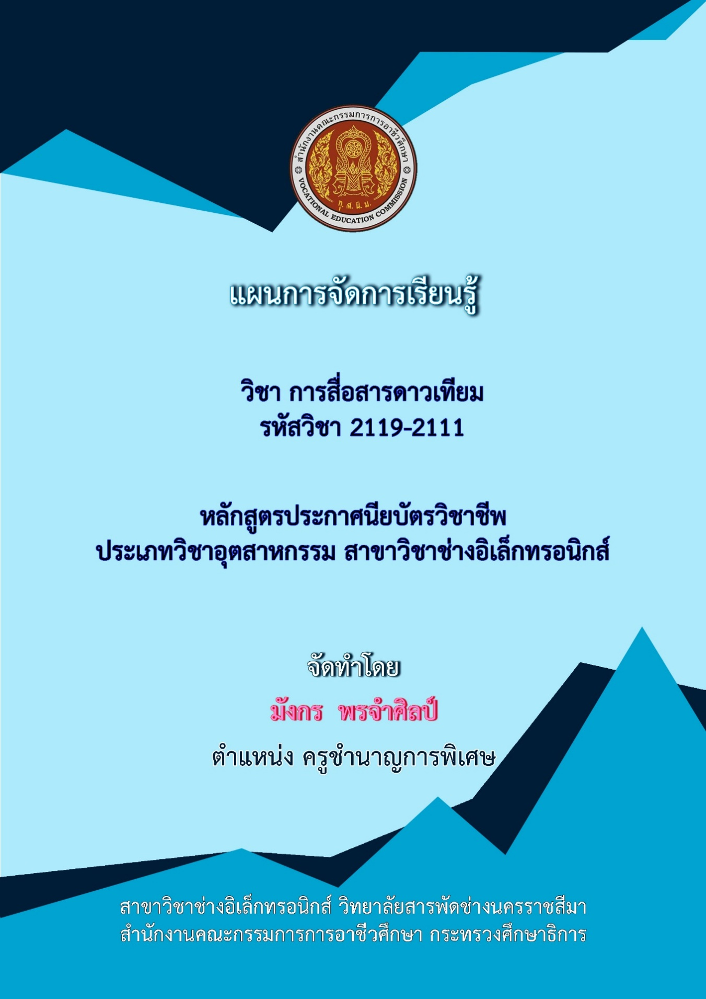 สำนักงานคณะกรรมการการอาชีวศึกษา
ทุ. ส. นิ. ม.
VOCATIONAL EDUCATION COMMISSION
แผนการจัดการเรียนรู้
วิชา การสื่อสารดาวเทียม
รหัสวิชา 2119-2111
หลักสูตรประกาศนียบัตรวิชาชีพ
ประเภทวิชาอุตสาหกรรม สาขาวิชาช่างอิเล็กทรอนิกส์
จัดทำโดย
มังกร พรจำศิลป์
ตำแหน่ง ครูชำนาญการพิเศษ
สาขาวิชาช่างอิเล็กทรอนิกส์ วิทยาลัยสารพัดช่างนครราชสีมา
สำนักงานคณะกรรมการการอาชีวศึกษา กระทรวงศึกษาธิการ